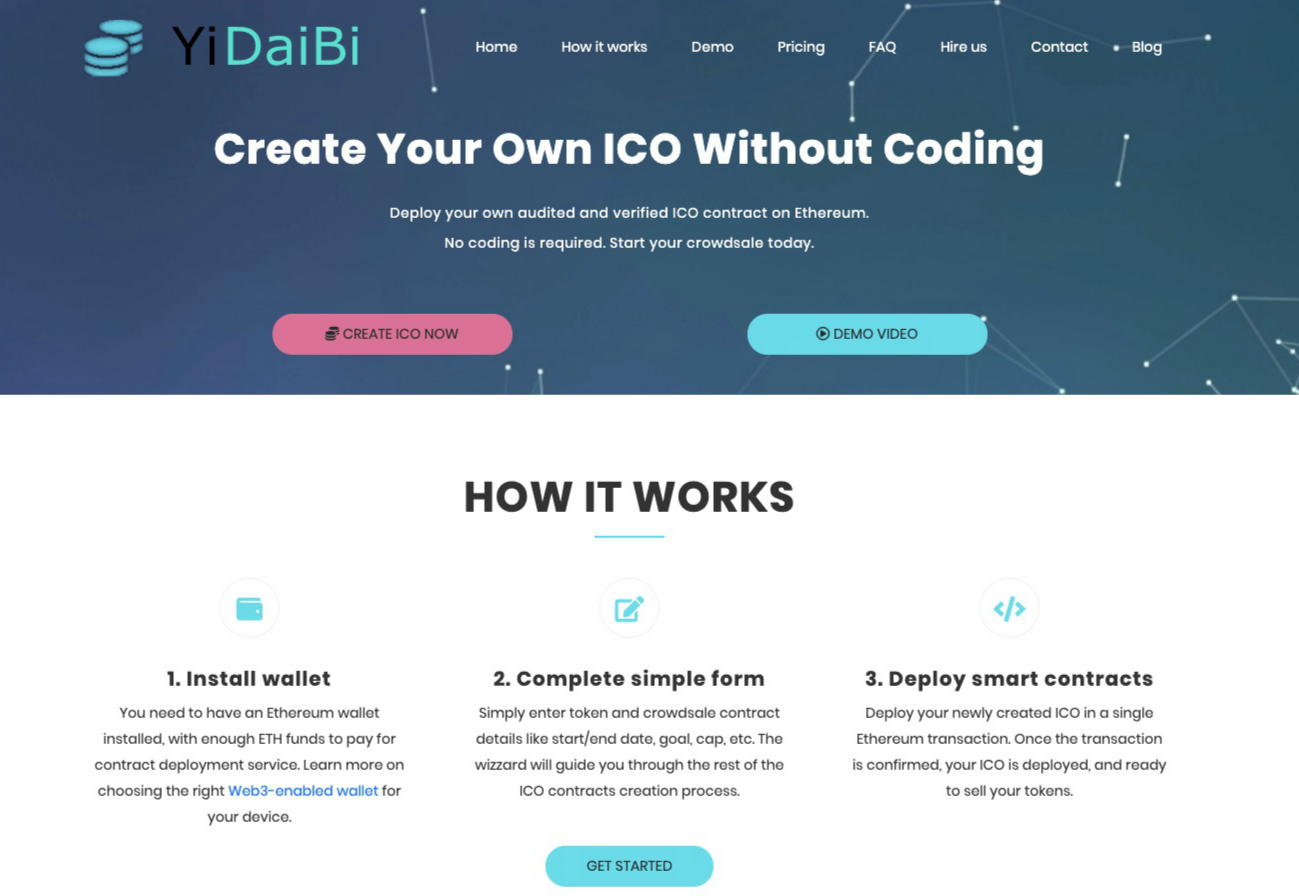 YiDaiBi
Home How it works Demo Pricing FAQ Hire us Contact Blog
Create Your Own ICO Without Coding
Deploy your own audited and verified ICO contract on Ethereum.
No coding is required. Start your crowdsale today.
CREATE ICO NOW
DEMO VIDEO
HOW IT WORKS
1. Install wallet
You need to have an Ethereum wallet
installed, with enough ETH funds to pay for
contract deployment service. Learn more on
choosing the right Web3-enabled wallet for
your device.
2. Complete simple form
Simply enter token and crowdsale contract
details like start/end date, goal, cap, etc. The
wizzard will guide you through the rest of the
ICO contracts creation process.
3. Deploy smart contracts
Deploy your newly created ICO in a single
Ethereum transaction. Once the transaction
is confirmed, your ICO is deployed, and ready
to sell your tokens.
GET STARTED